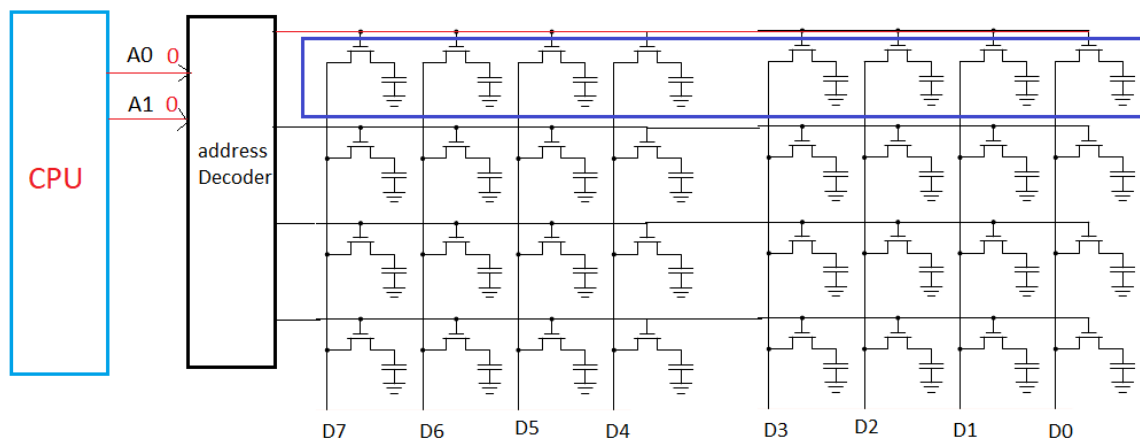 CPU
A0 0
A1 0
address
Decoder
D7 D6 D5 D4 D3 D2 D1 D0